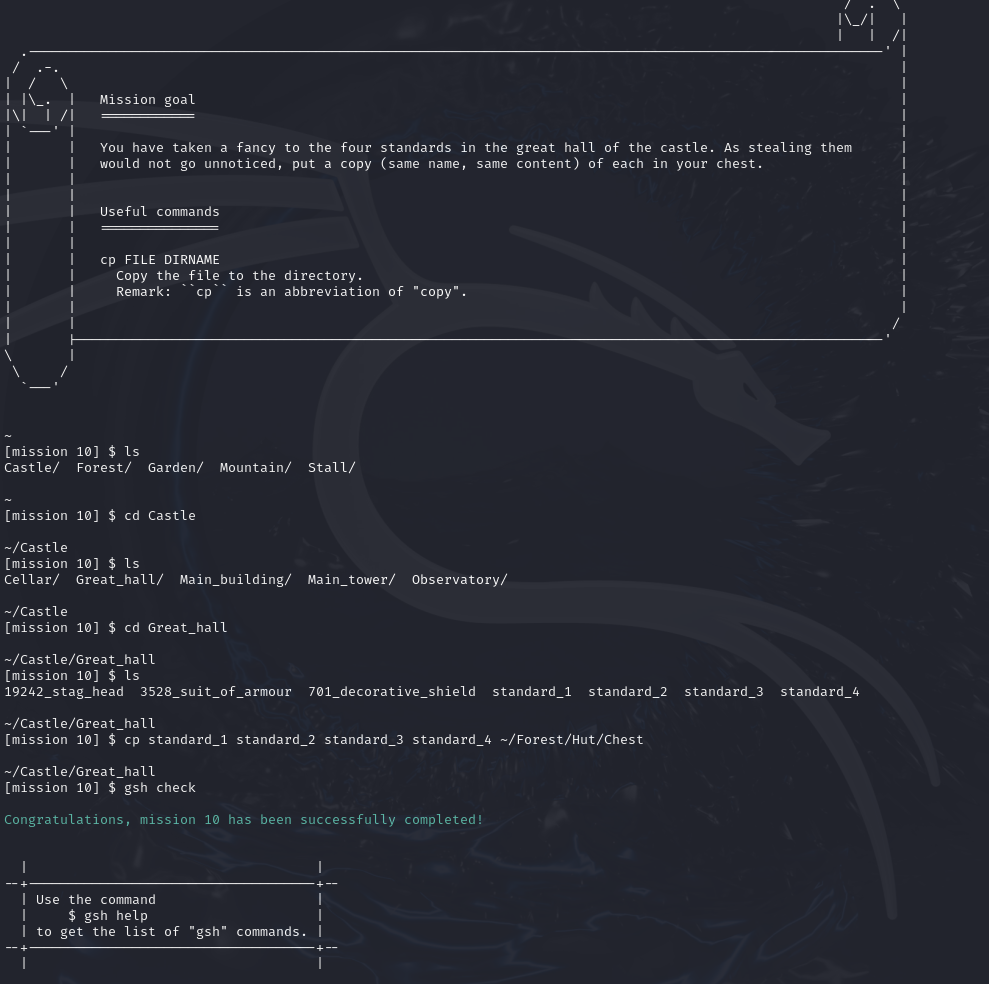 Mission goal
============
You have taken a fancy to the four standards in the great hall of the castle. As stealing them
would not go unnoticed, put a copy (same name, same content) of each in your chest.
Useful commands
===============
cp FILE DIRNAME
Copy the file to the directory.
Remark: ``cp`` is an abbreviation of "copy".
~
[mission 10] $ ls
Castle/  Forest/  Garden/  Mountain/  Stall/
~
[mission 10] $ cd Castle
~/Castle
[mission 10] $ ls
Cellar/  Great_hall/  Main_building/  Main_tower/  Observatory/
~/Castle
[mission 10] $ cd Great_hall
~/Castle/Great_hall
[mission 10] $ ls
19242_stag_head  3528_suit_of_armour  701_decorative_shield  standard_1  standard_2  standard_3  standard_4
~/Castle/Great_hall
[mission 10] $ cp standard_1 standard_2 standard_3 standard_4 ~/Forest/Hut/Chest
~/Castle/Great_hall
[mission 10] $ gsh check
Congratulations, mission 10 has been successfully completed!
Use the command
$ gsh help
to get the list of "gsh" commands.